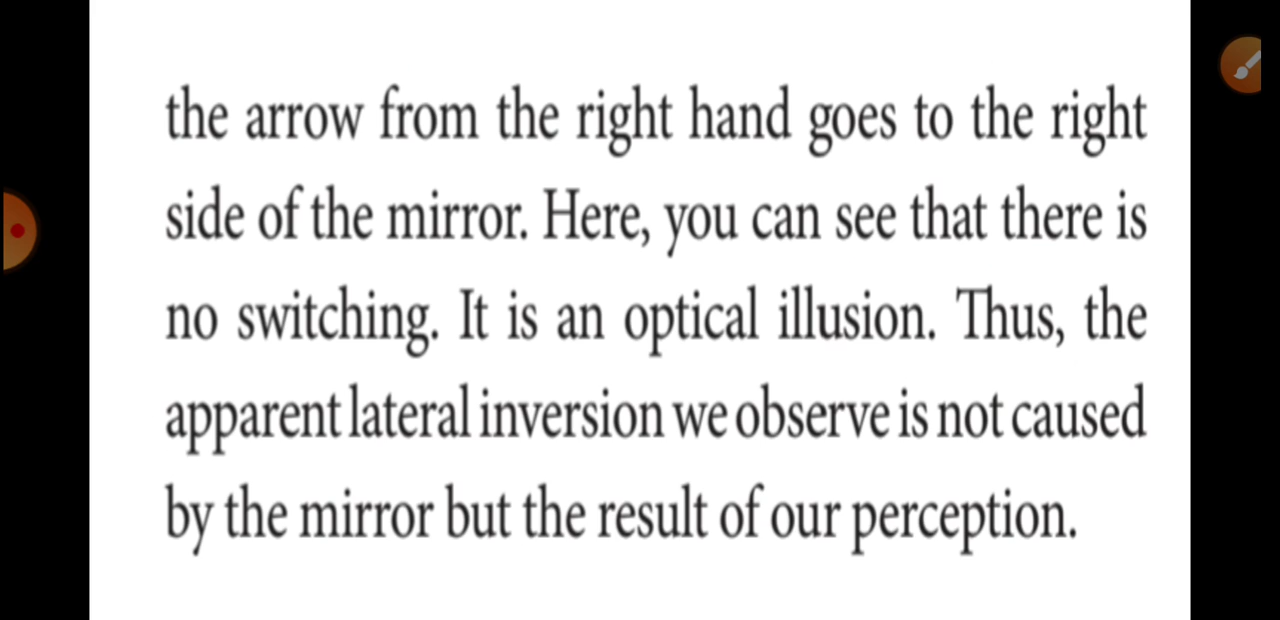 the arrow from the right hand goes to the right
side of the mirror. Here, you can see that there is
no switching. It is an optical illusion. Thus, the
apparent lateral inversion we observe is not caused
by the mirror but the result of our perception.